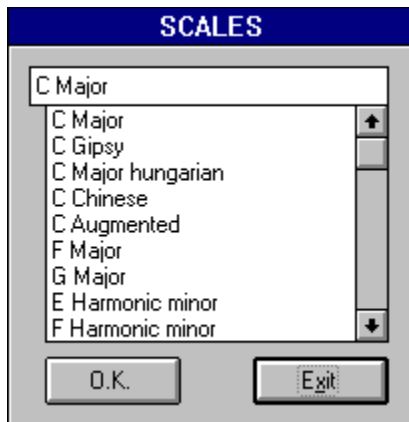 SCALES
C Major
C Major
C Gipsy
C Major hungarian
C Chinese
C Augmented
F Major
G Major
E Harmonic minor
F Harmonic minor
O.K. Exit